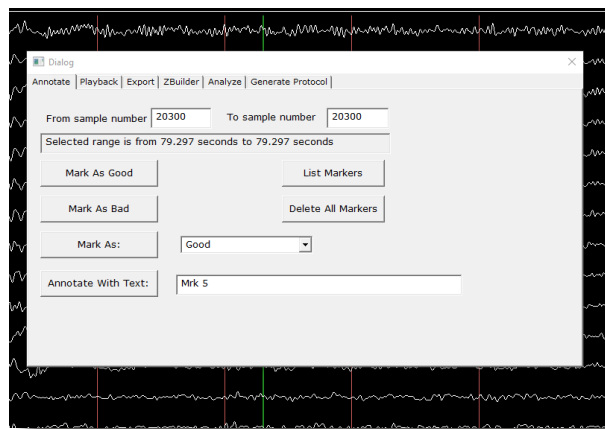 Dialog
Annotate Playback Export ZBuilder Analyze Generate Protocol
From sample number 20300 To sample number 20300
Selected range is from 79.297 seconds to 79.297 seconds
Mark As Good List Markers
Mark As Bad Delete All Markers
Mark As: Good
Annotate With Text: Mrk 5